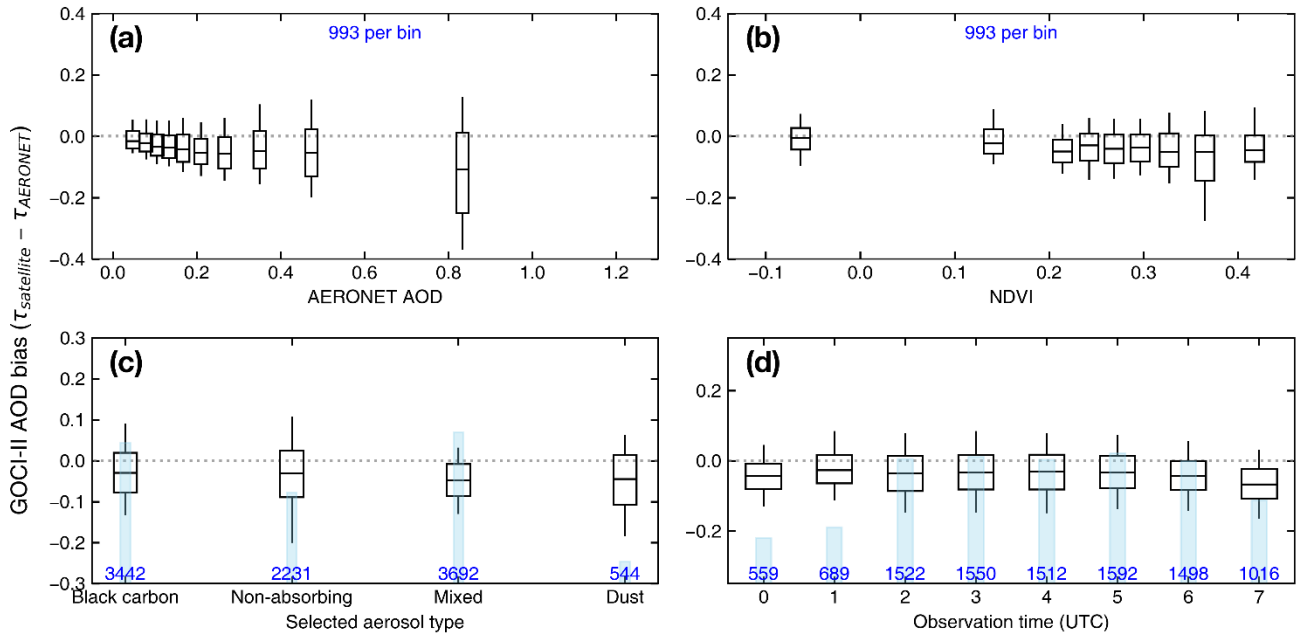 GOCI-II AOD bias (τsatellite − τAERONET)
(a)
993 per bin
0.4
0.2
0.0
−0.2
−0.4
0.0 0.2 0.4 0.6 0.8 1.0 1.2
AERONET AOD
(b)
993 per bin
0.4
0.2
0.0
−0.2
−0.4
−0.1 0.0 0.1 0.2 0.3 0.4
NDVI
(c)
0.3
0.2
0.1
0.0
−0.1
−0.2
−0.3
3442 2231 3692 544
Black carbon Non-absorbing Mixed Dust
Selected aerosol type
(d)
0.2
0.0
−0.2
559 689 1522 1550 1512 1592 1498 1016
0 1 2 3 4 5 6 7
Observation time (UTC)